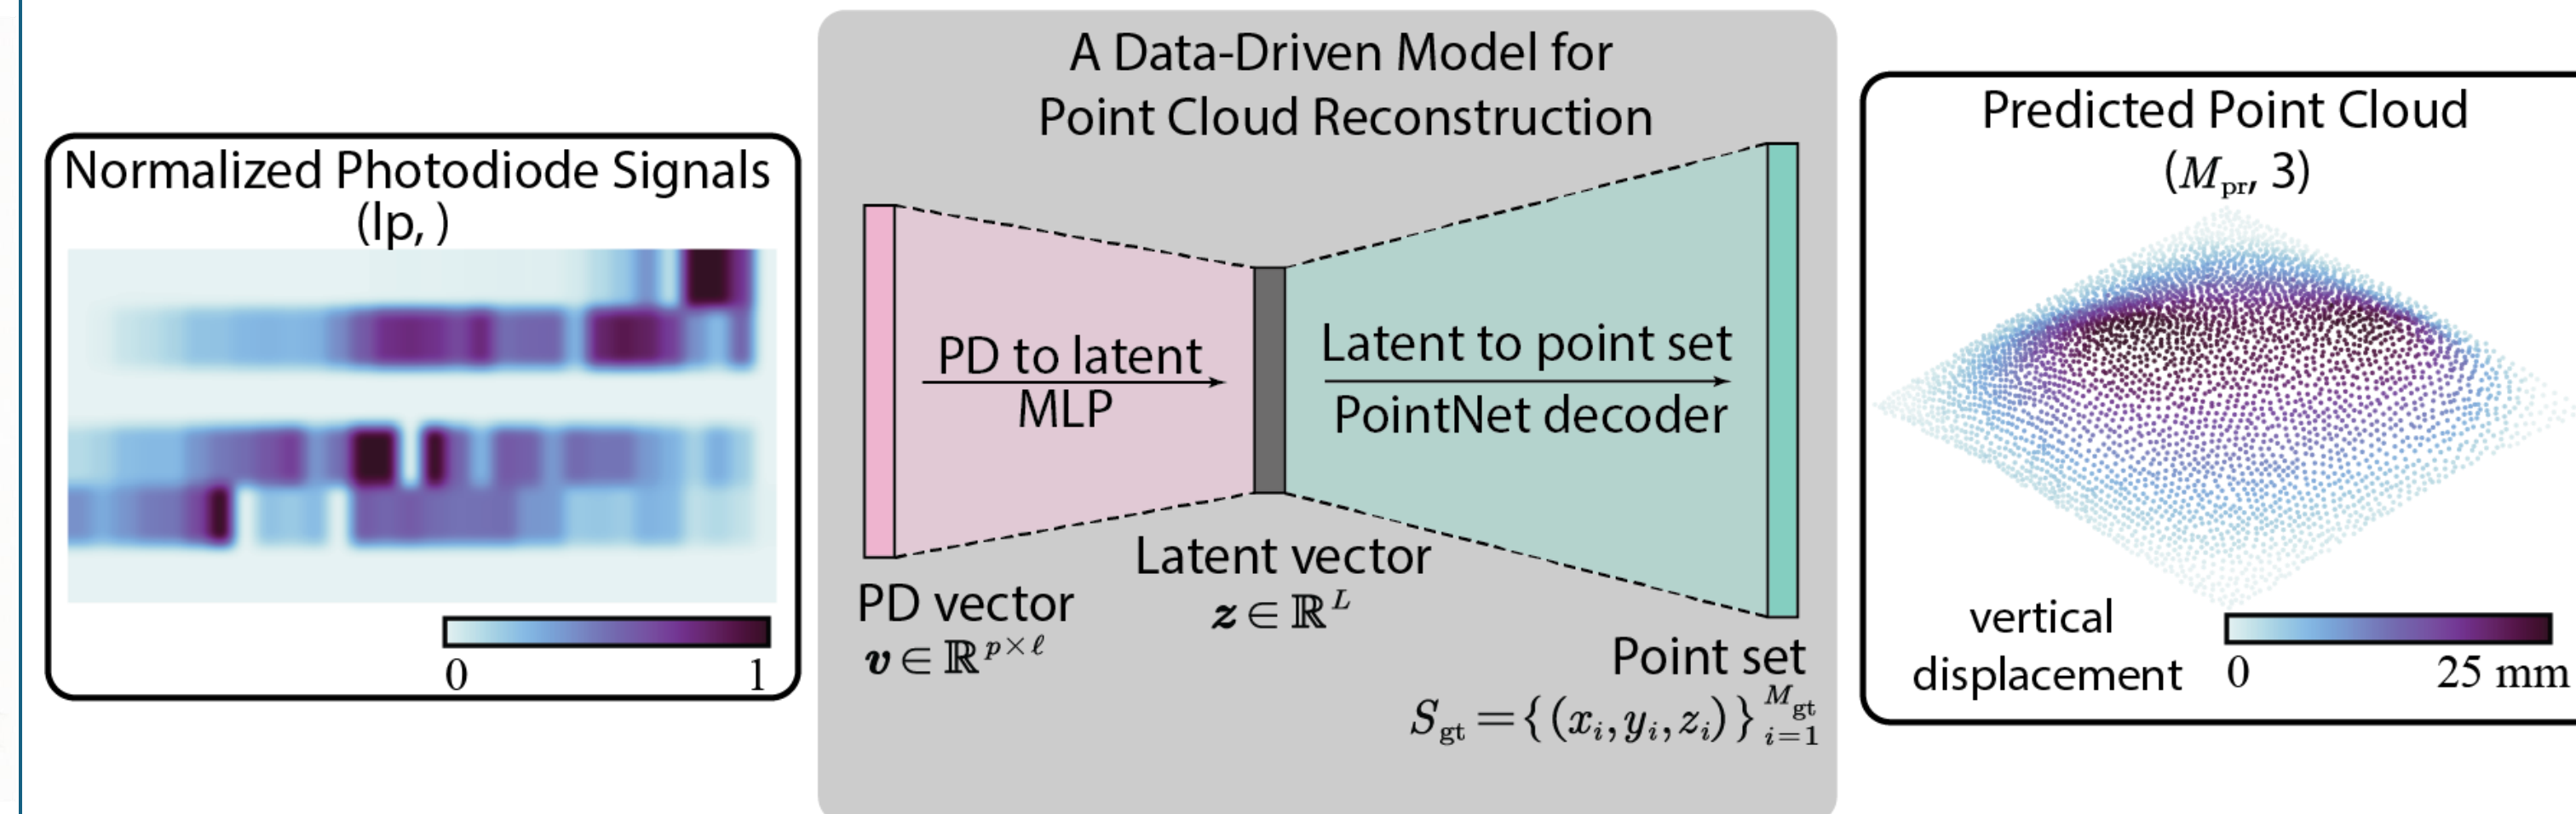 Normalized Photodiode Signals
(lp, )
0 1
A Data-Driven Model for
Point Cloud Reconstruction
PD to latent
MLP
Latent to point set
PointNet decoder
PD vector
𝒗 ∈ ℝ^{p×ℓ}
Latent vector
𝒛 ∈ ℝ^L
Point set
S_gt = {(x_i, y_i, z_i)}_{i=1}^{M_gt}
Predicted Point Cloud
(M_pr, 3)
vertical
displacement
0 25 mm